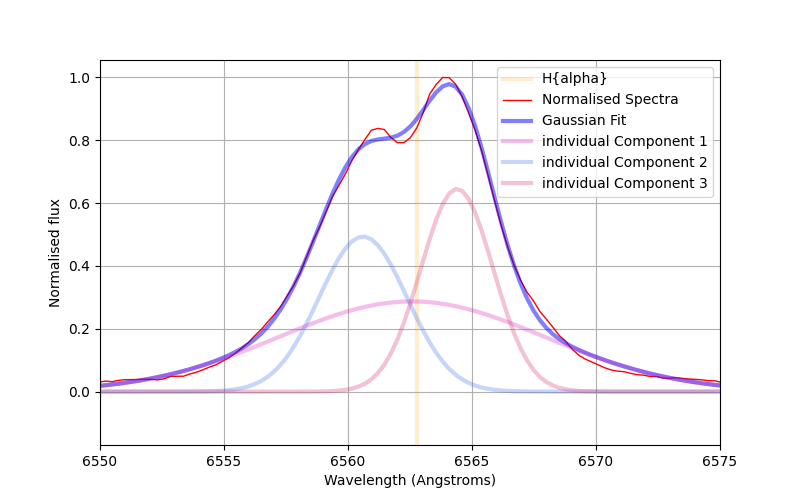 H{alpha}
Normalised Spectra
Gaussian Fit
individual Component 1
individual Component 2
individual Component 3
1.0
0.8
0.6
0.4
0.2
0.0
Normalised flux
6550 6555 6560 6565 6570 6575
Wavelength (Angstroms)